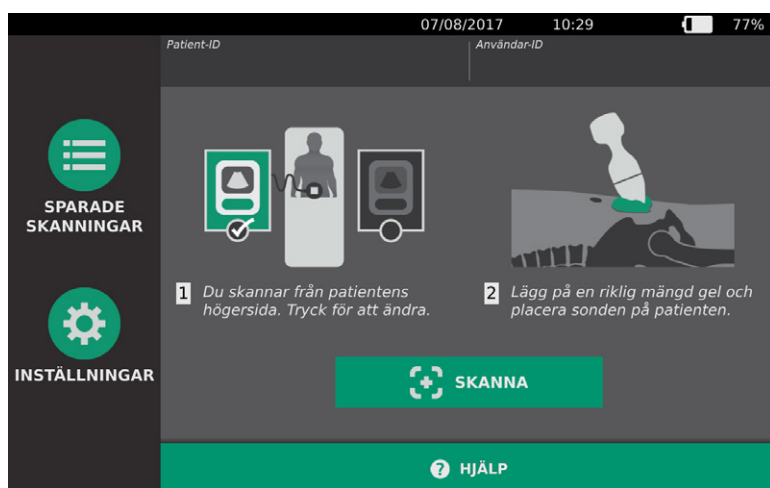 07/08/2017 10:29 77%
Patient-ID
Användar-ID
SPARADE
SKANNINGAR
INSTÄLLNINGAR
1 Du skannar från patientens
högersida. Tryck för att ändra.
2 Lägg på en riklig mängd gel och
placera sonden på patienten.
SKANNA
? HJÄLP